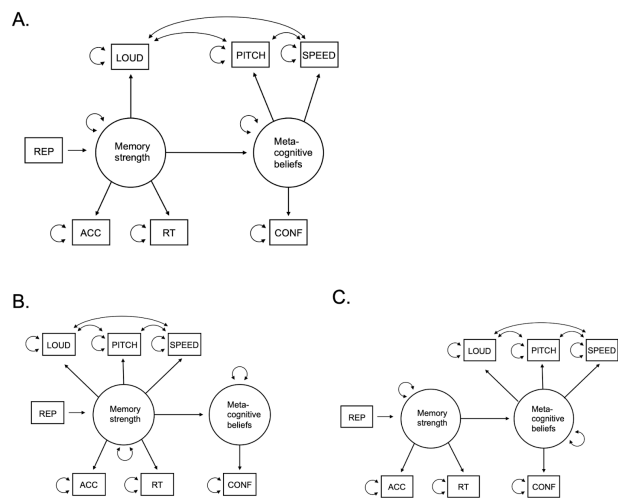 A.
LOUD PITCH SPEED
REP Memory strength Meta-cognitive beliefs
ACC RT CONF
B.
LOUD PITCH SPEED
REP Memory strength Meta-cognitive beliefs
ACC RT CONF
C.
LOUD PITCH SPEED
REP Memory strength Meta-cognitive beliefs
ACC RT CONF